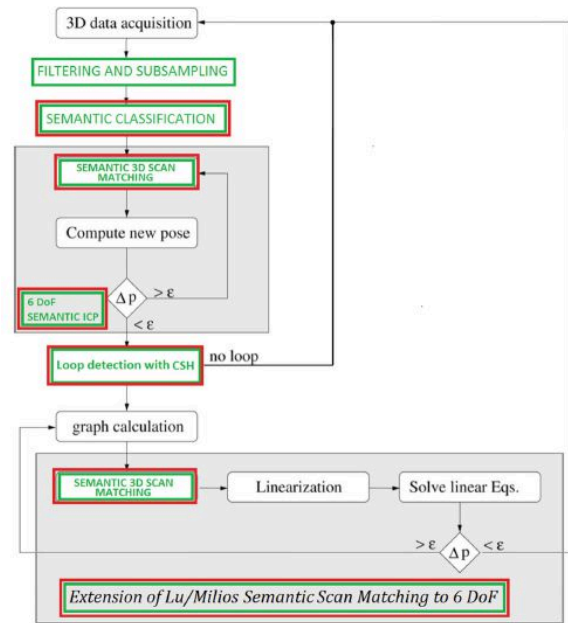 3D data acquisition
FILTERING AND SUBSAMPLING
SEMANTIC CLASSIFICATION
SEMANTIC 3D SCAN
MATCHING
Compute new pose
Δ p
> ε
6 DoF
SEMANTIC ICP
< ε
Loop detection with CSH
no loop
graph calculation
SEMANTIC 3D SCAN
MATCHING
Linearization
Solve linear Eqs.
> ε
Δ p
< ε
Extension of Lu/Milios Semantic Scan Matching to 6 DoF